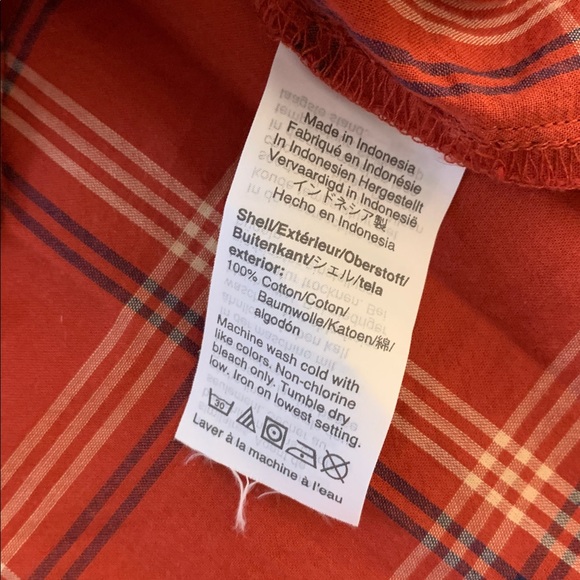 Made in Indonesia
Fabriqué en Indonésie
In Indonesien Hergestellt
Vervaardigd in Indonesië
インドネシア製
Hecho en Indonesia
Shell/Extérieur/Oberstoff/
Buitenkant/シェル/tela
exterior:
100% Cotton/Coton/
Baumwolle/Katoen/綿/
algodón
Machine wash cold with
like colors. Non-chlorine
bleach only. Tumble dry
low. Iron on lowest setting.
30
Laver à la machine à l'eau